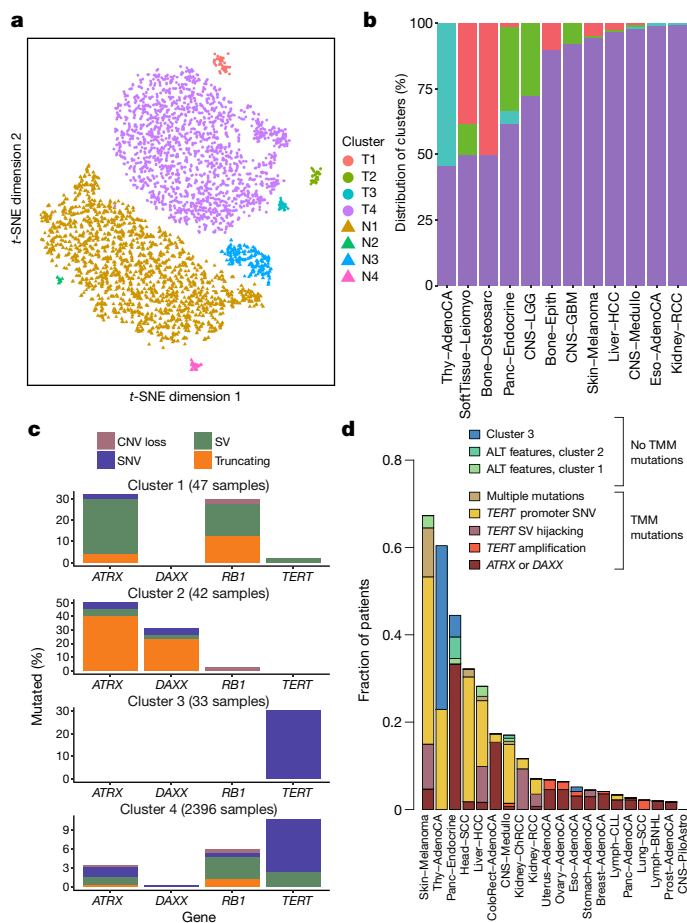 a
t-SNE dimension 2
t-SNE dimension 1
Cluster
T1
T2
T3
T4
N1
N2
N3
N4
b
Distribution of clusters (%)
100
75
50
25
0
Thy–AdenoCA
SoftTissue–Leiomyo
Bone–Osteosarc
Panc–Endocrine
CNS–LGG
Bone–Epith
CNS–GBM
Skin–Melanoma
Liver–HCC
CNS–Medullo
Eso–AdenoCA
Kidney–RCC
c
CNV loss
SV
SNV
Truncating
Mutated (%)
Cluster 1 (47 samples)
30
20
10
0
ATRX DAXX RB1 TERT
Cluster 2 (42 samples)
50
40
30
20
10
0
ATRX DAXX RB1 TERT
Cluster 3 (33 samples)
30
20
10
0
ATRX DAXX RB1 TERT
Cluster 4 (2396 samples)
9
6
3
0
ATRX DAXX RB1 TERT
Gene
d
Cluster 3
ALT features, cluster 2
ALT features, cluster 1
No TMM
mutations
Multiple mutations
TERT promoter SNV
TERT SV hijacking
TERT amplification
ATRX or DAXX
TMM
mutations
Fraction of patients
0.8
0.6
0.4
0.2
0
Skin–Melanoma
Thy–AdenoCA
Panc–Endocrine
Head–SCC
Liver–HCC
ColoRect–AdenoCA
CNS–Medullo
Kidney–ChRCC
Kidney–RCC
Uterus–AdenoCA
Ovary–AdenoCA
Eso–AdenoCA
Stomach–AdenoCA
Breast–AdenoCA
Lymph–CLL
Panc–AdenoCA
Lung–SCC
Lymph–BNHL
Prost–AdenoCA
CNS–PiloAstro